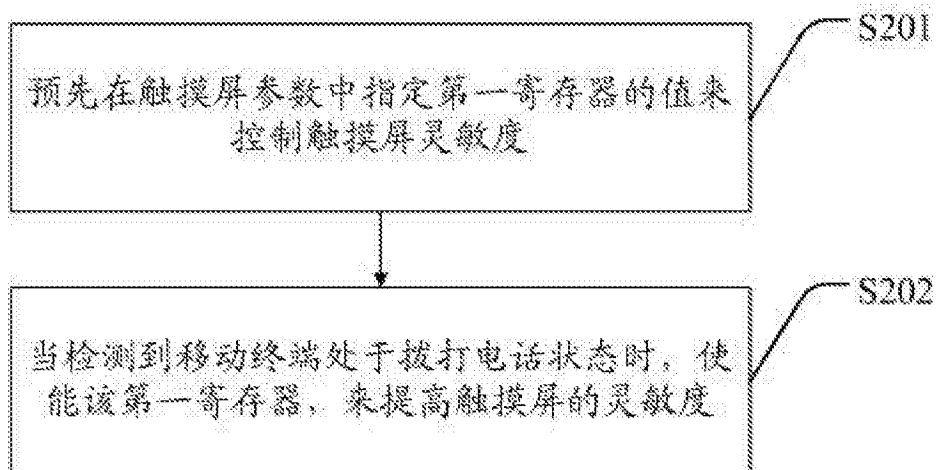 S201
预先在触摸屏参数中指定第一寄存器的值来
控制触摸屏灵敏度
S202
当检测到移动终端处于拨打电话状态时，使
能该第一寄存器，来提高触摸屏的灵敏度